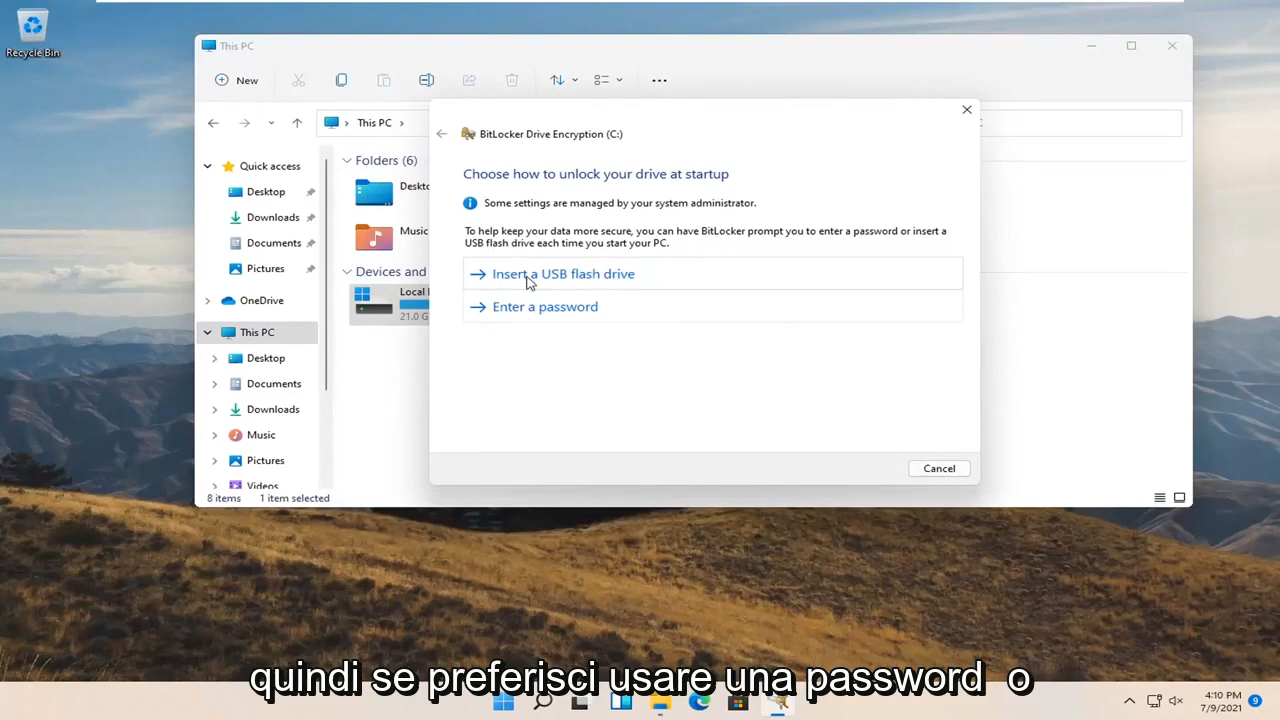 Recycle Bin
This PC
New
This PC
Quick access
Desktop
Downloads
Documents
Pictures
OneDrive
This PC
Desktop
Documents
Downloads
Music
Pictures
Videos
Folders (6)
Music
Devices and
Local
21.0 G
8 items
1 item selected
BitLocker Drive Encryption (C:)
Choose how to unlock your drive at startup
Some settings are managed by your system administrator.
To help keep your data more secure, you can have BitLocker prompt you to enter a password or insert a
USB flash drive each time you start your PC.
Insert a USB flash drive
Enter a password
Cancel
quindi se preferisci usare una password o
4:10 PM
7/9/2021
9